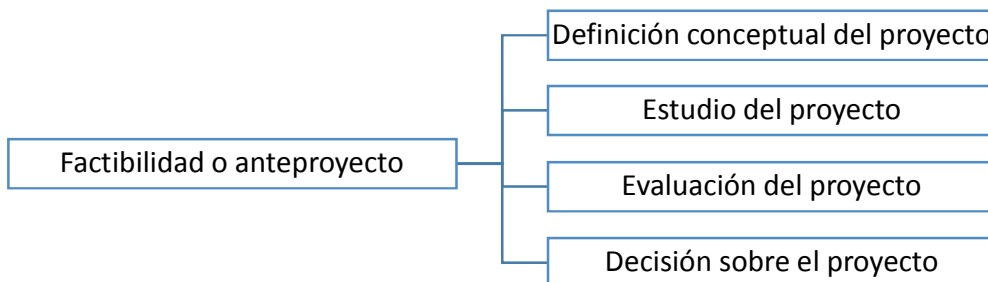 Factibilidad o anteproyecto
Definición conceptual del proyecto
Estudio del proyecto
Evaluación del proyecto
Decisión sobre el proyecto